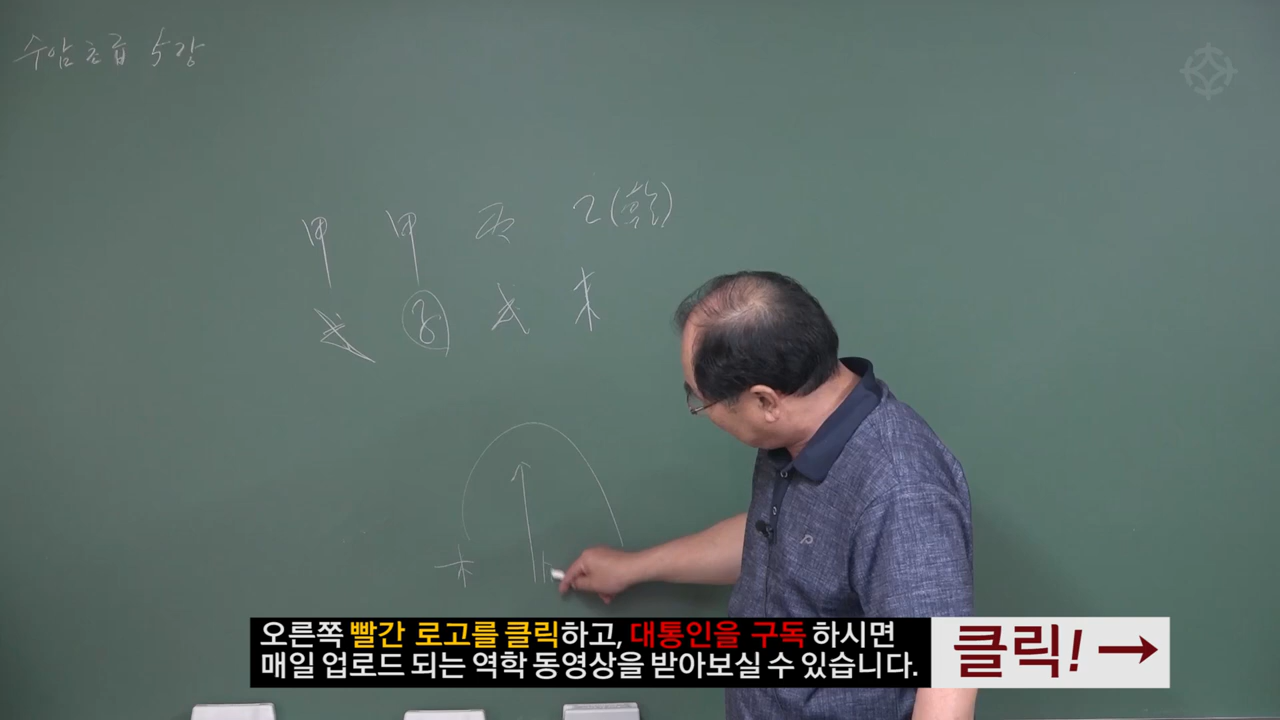 수암초급 5강
甲 甲 丙 乙(乾)
戌 戌 未
木
오른쪽 빨간 로고를 클릭하고, 대통인을 구독 하시면
매일 업로드 되는 역학 동영상을 받아보실 수 있습니다.
클릭! →